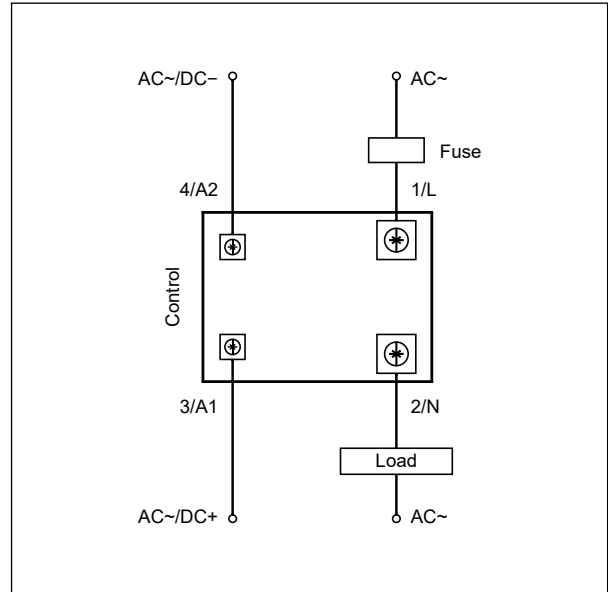 AC~/DC− AC~
Fuse
4/A2 1/L
Control
3/A1 2/N
Load
AC~/DC+ AC~